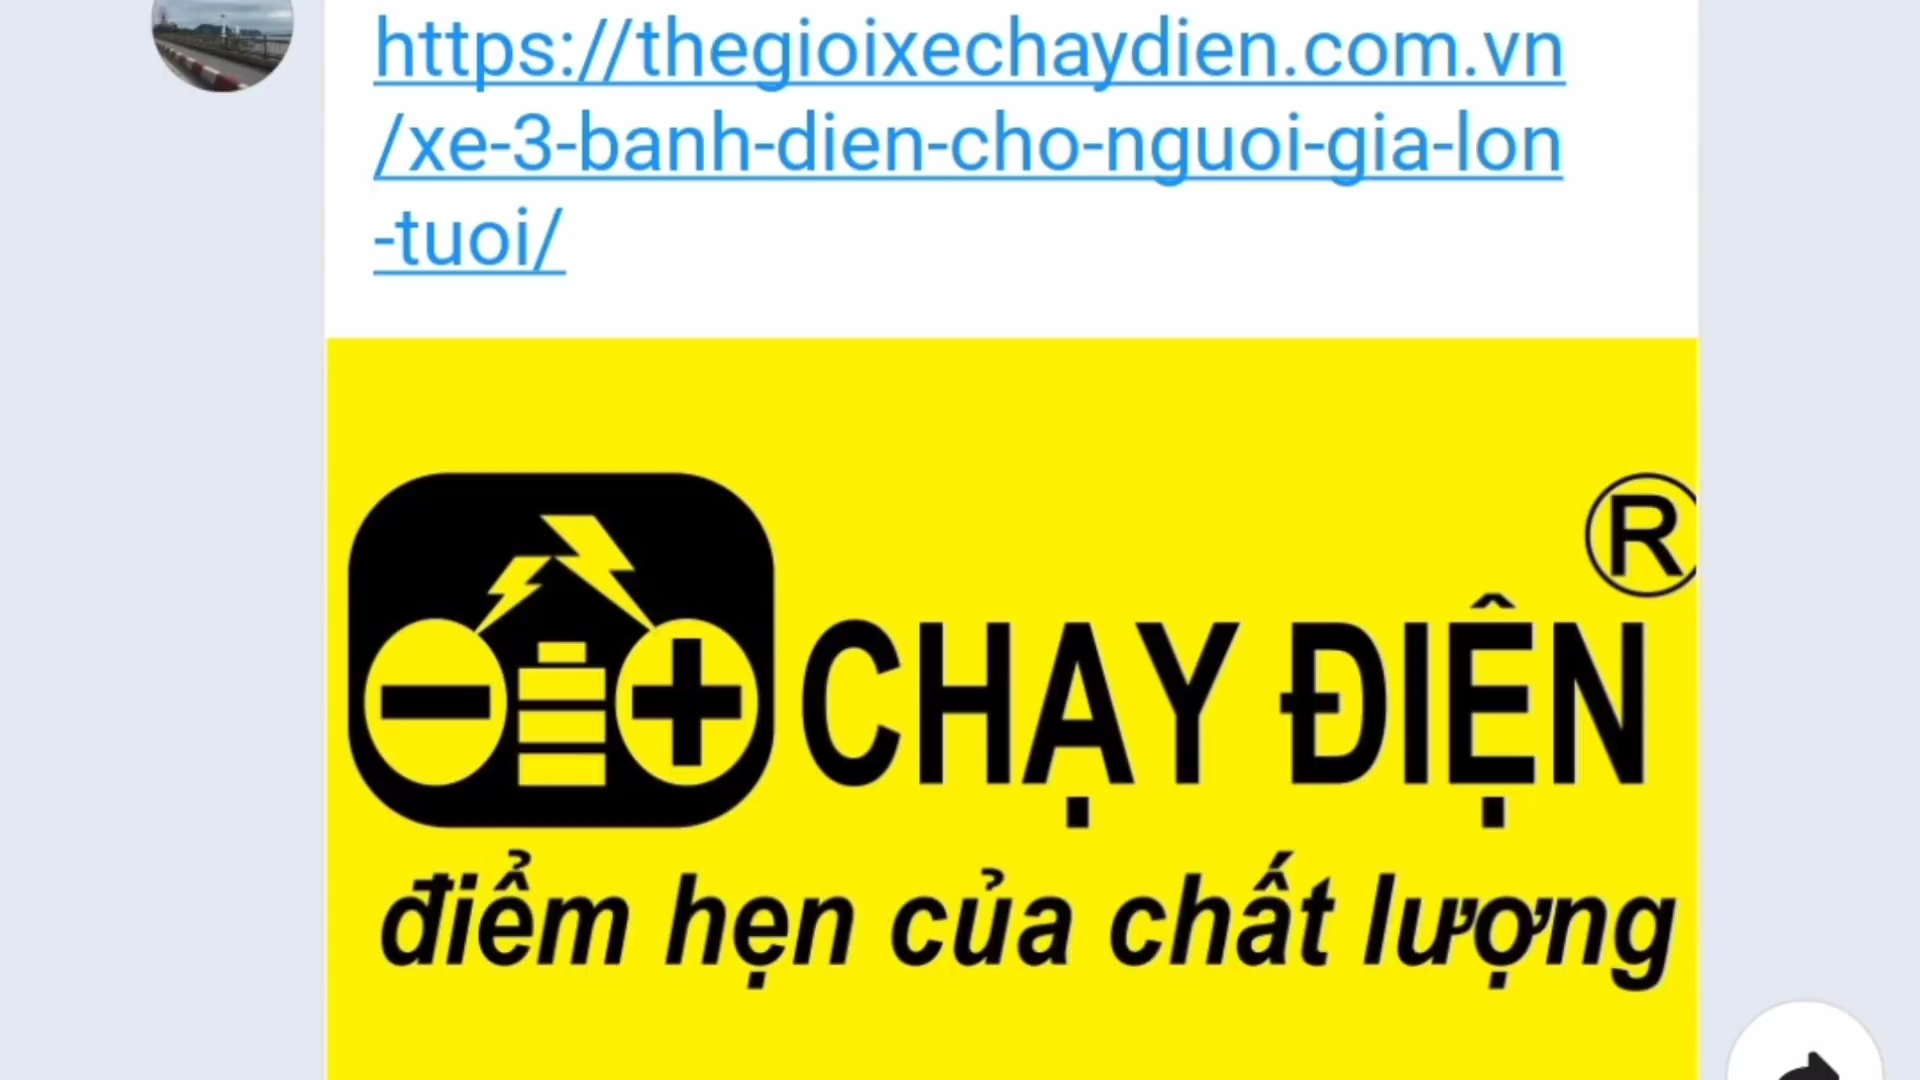 https://thegioixechaydien.com.vn
/xe-3-banh-dien-cho-nguoi-gia-lon
-tuoi/
®
CHẠY ĐIỆN
điểm hẹn của chất lượng